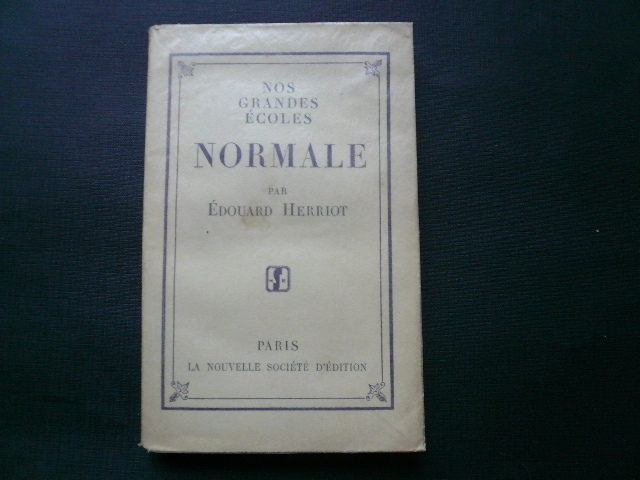 NOS
GRANDES
ÉCOLES
NORMALE
PAR
ÉDOUARD HERRIOT
PARIS
LA NOUVELLE SOCIÉTÉ D'ÉDITION